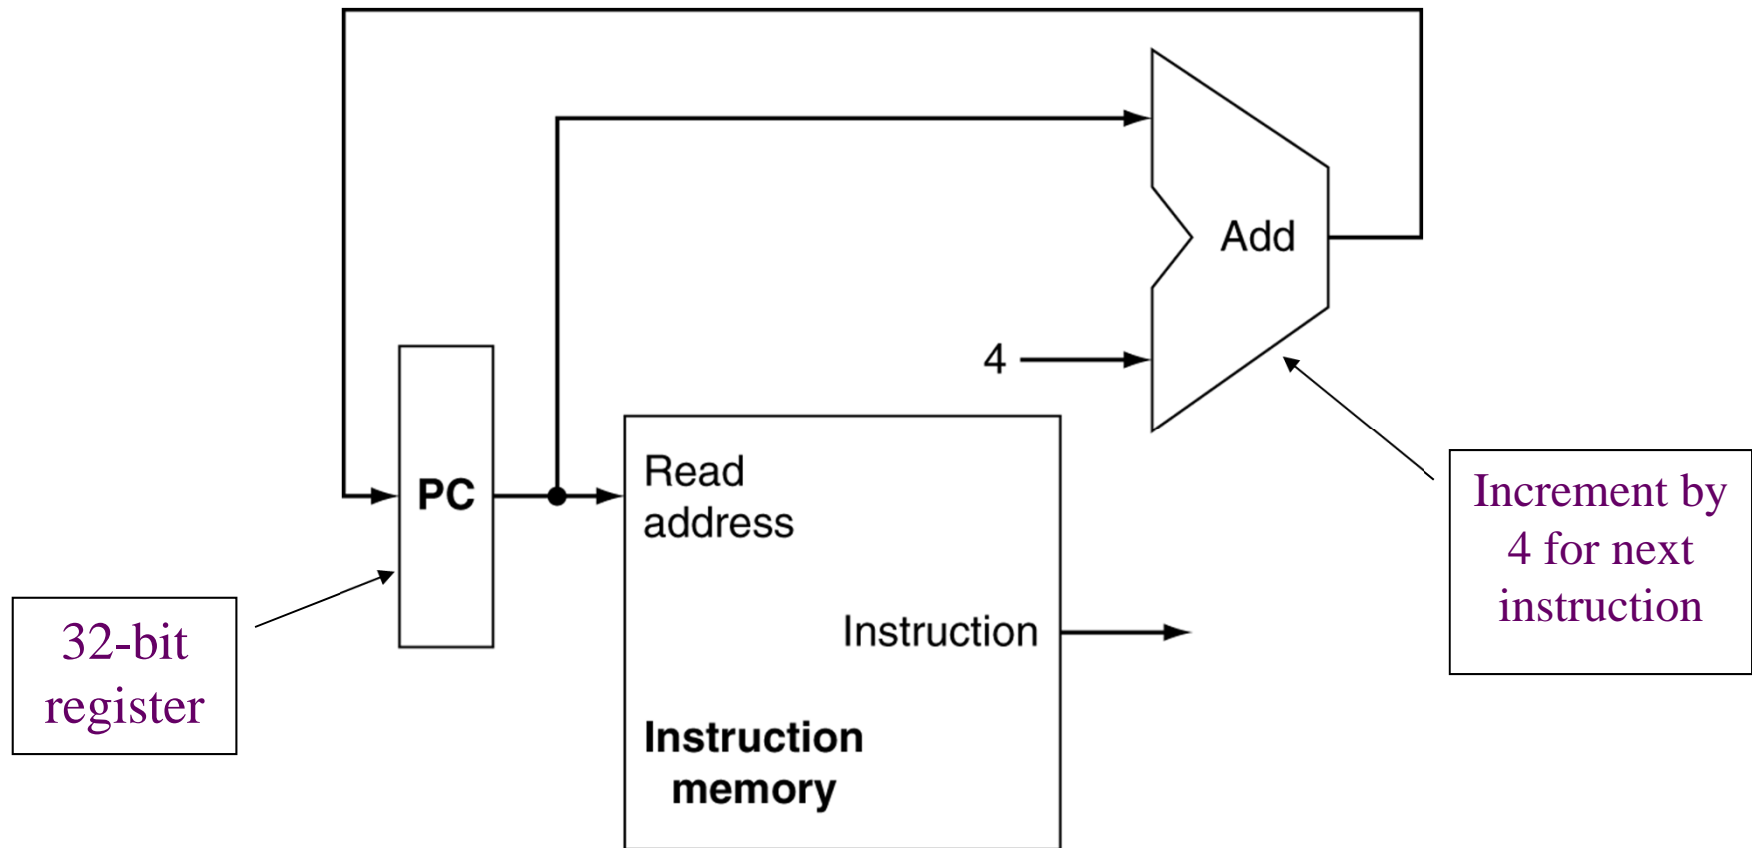 Add
4
PC
Read
address
Instruction
Instruction
memory
32-bit
register
Increment by
4 for next
instruction